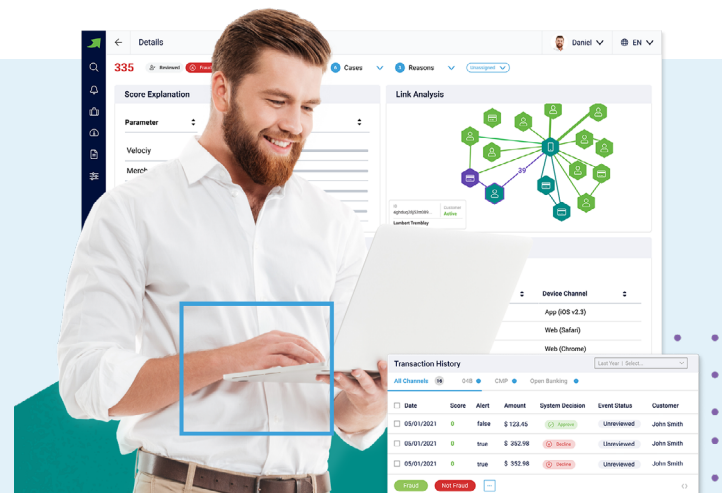 Details
Daniel
EN
335
Reviewed
Cases
Reasons
Unassigned
Score Explanation
Link Analysis
Parameter
Velociy
39
ID
Customer
Active
Lambert Tremblay
Device Channel
App (iOS v2.3)
Web (Safari)
Web (Chrome)
Transaction History
Last Year | Select...
All Channels 16 OLB CMP Open Banking
Date Score Alert Amount System Decision Event Status Customer
05/01/2021 0 false $ 123.45 Approve Unreviewed John Smith
05/01/2021 0 true $ 352.98 Decline Unreviewed John Smith
05/01/2021 0 true $ 352.98 Decline Unreviewed John Smith
Fraud Not Fraud